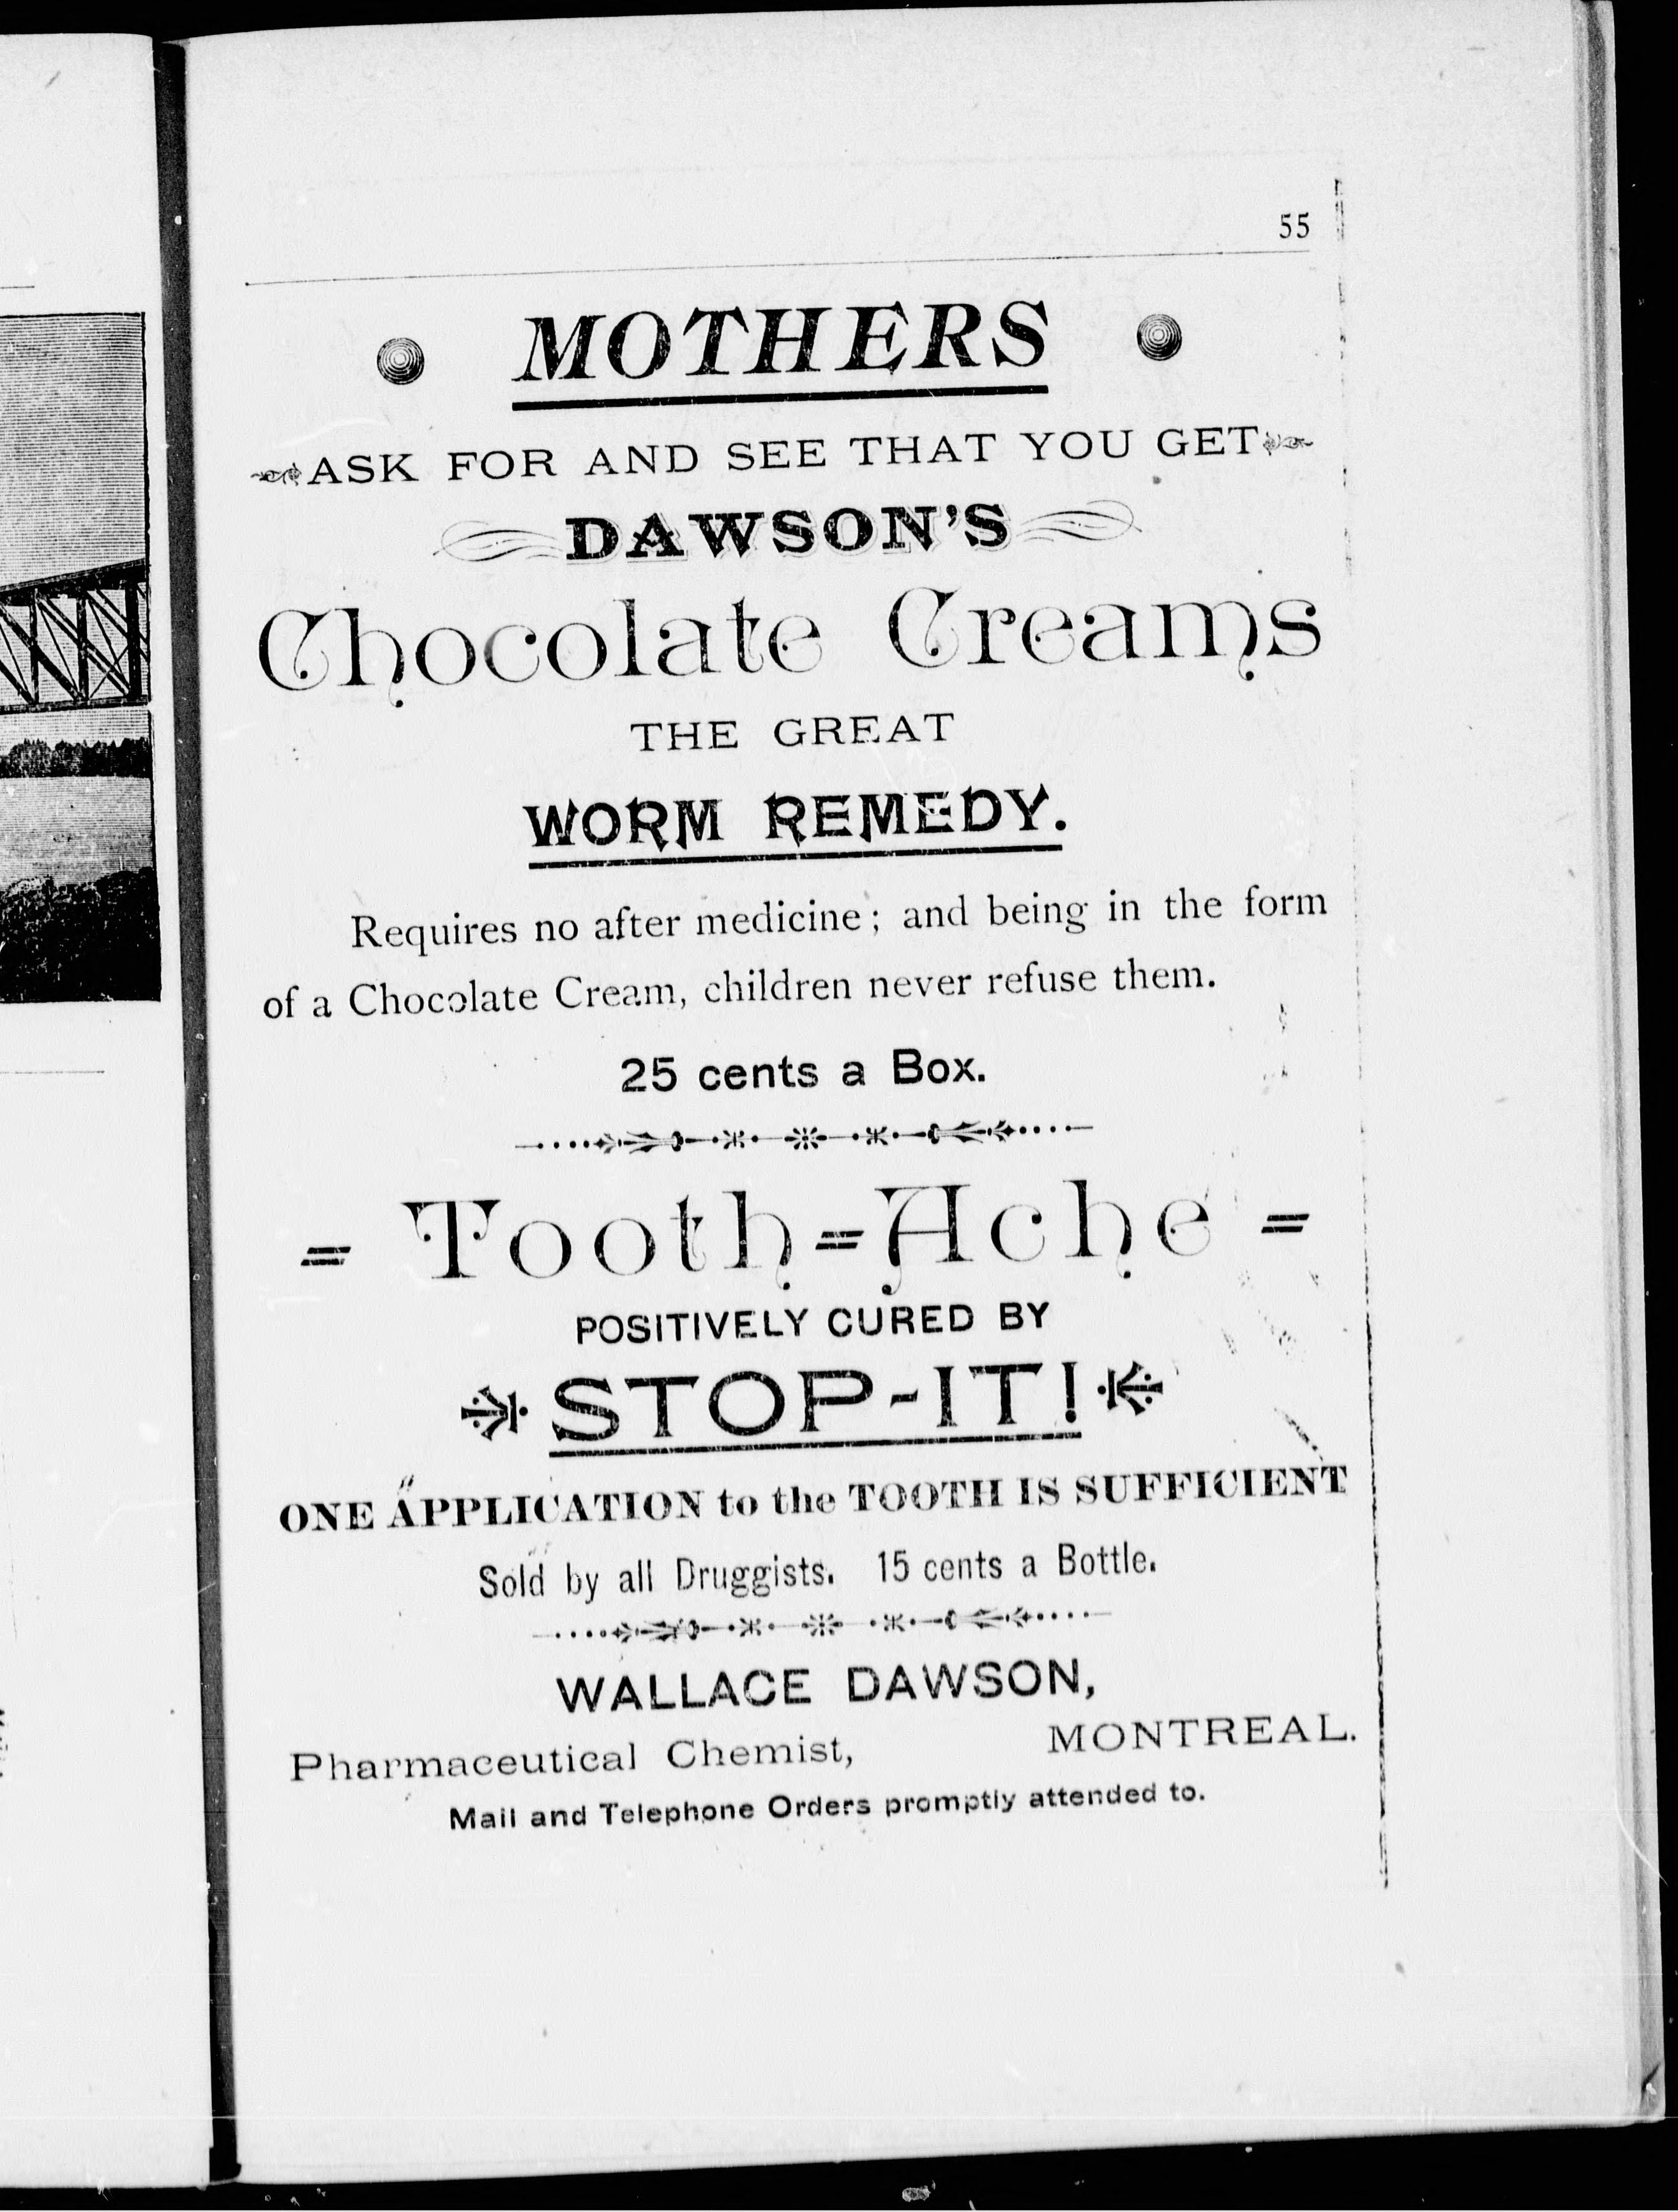 55
MOTHERS
ASK FOR AND SEE THAT YOU GET
DAWSON'S
Chocolate Creams
THE GREAT
WORM REMEDY.
Requires no after medicine; and being in the form
of a Chocolate Cream, children never refuse them.
25 cents a Box.
= Tooth=Ache =
POSITIVELY CURED BY
STOP-IT!
ONE APPLICATION to the TOOTH IS SUFFICIENT
Sold by all Druggists. 15 cents a Bottle.
WALLACE DAWSON,
Pharmaceutical Chemist, MONTREAL.
Mail and Telephone Orders promptly attended to.